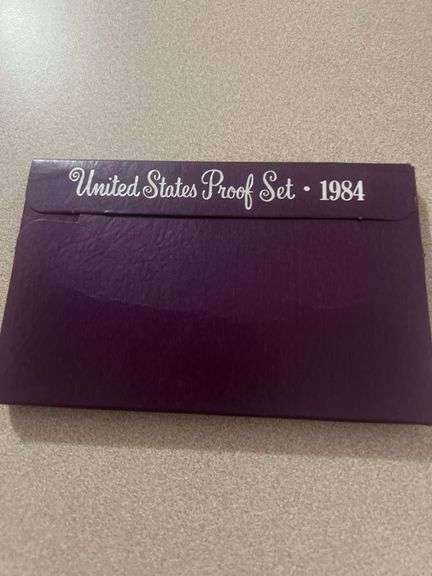 United States Proof Set • 1984